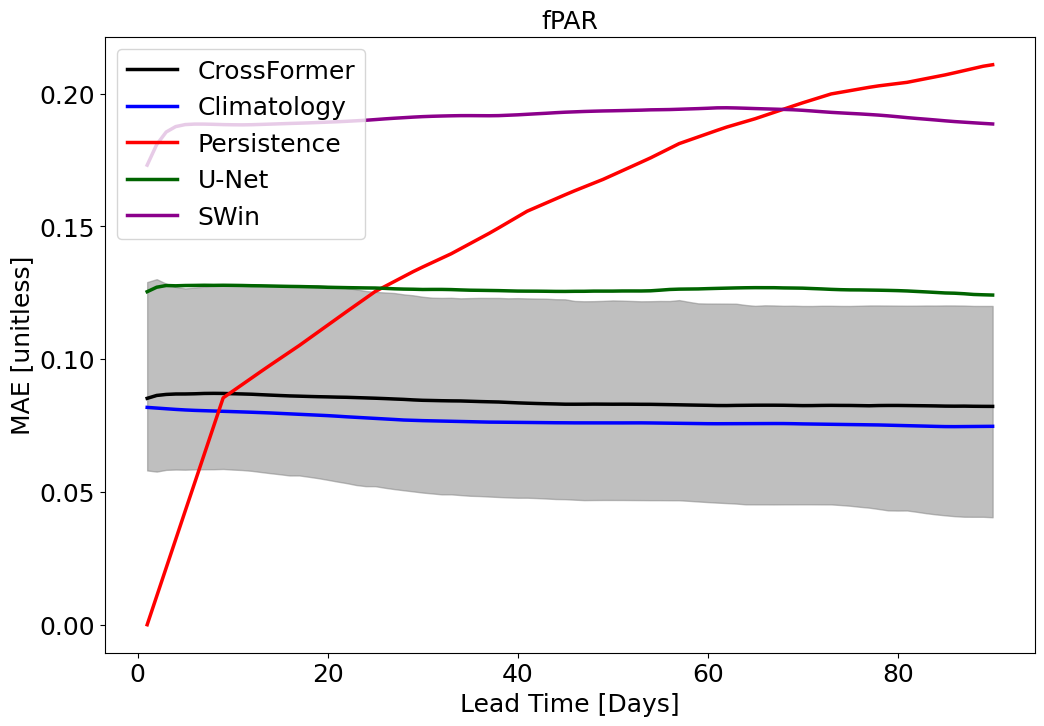 fPAR
CrossFormer
Climatology
Persistence
U-Net
SWin
MAE [unitless]
0.20
0.15
0.10
0.05
0.00
0 20 40 60 80
Lead Time [Days]